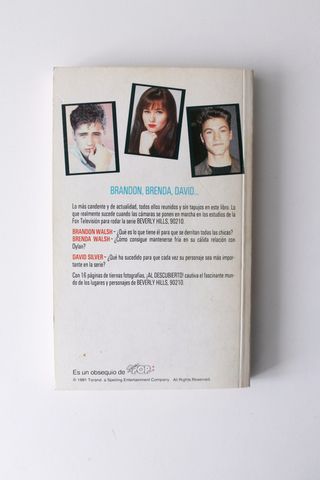 BRANDON, BRENDA, DAVID...
Lo más candente y de actualidad, todos ellos reunidos y sin tapujos en este libro. Lo
que realmente sucede cuando las cámaras se ponen en marcha en los estudios de la
Fox Televisión para rodar la serie BEVERLY HILLS, 90210.
BRANDON WALSH - ¿Qué es lo que tiene él para que se derritan todas las chicas?
BRENDA WALSH - ¿Cómo consigue mantenerse fría en su cálida relación con
Dylan?
DAVID SILVER - ¿Qué ha sucedido para que cada vez su personaje sea más impor-
tante en la serie?
Con 16 páginas de tiernas fotografías, ¡AL DESCUBIERTO! cautiva el fascinante mun-
do de los lugares y personajes de BEVERLY HILLS, 90210.
Es un obsequio de POP
© 1991 Torand, a Spelling Entertainment Company. All Rights Reserved.